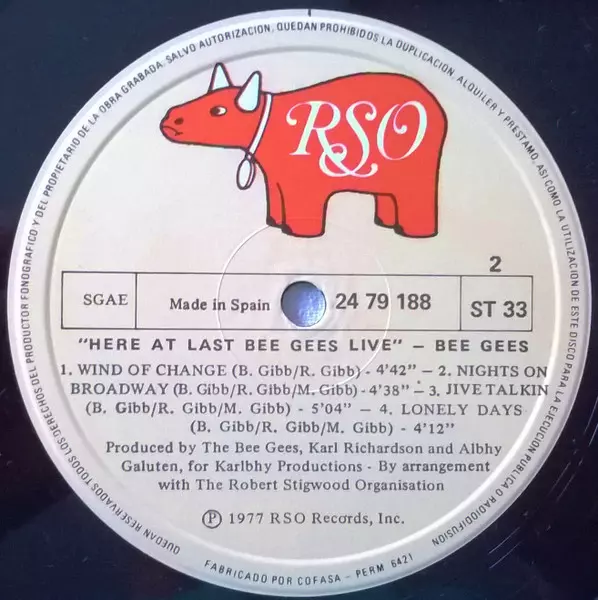 QUEDAN RESERVADOS TODOS LOS DERECHOS DEL PRODUCTOR FONOGRAFICO Y DEL PROPIETARIO DE LA OBRA GRABADA. SALVO AUTORIZACION, QUEDAN PROHIBIDOS LA DUPLICACION, ALQUILER Y PRESTAMO, ASI COMO LA UTILIZACION DE ESTE DISCO PARA LA EJECUCION PUBLICA O RADIODIFUSION
RSO
2
SGAE
Made in Spain
24 79 188
ST 33
"HERE AT LAST BEE GEES LIVE" – BEE GEES
1. WIND OF CHANGE (B. Gibb/R. Gibb) - 4'42" – 2. NIGHTS ON
BROADWAY (B. Gibb/R. Gibb/M. Gibb) - 4'38" – 3. JIVE TALKIN
(B. Gibb/R. Gibb/M. Gibb) - 5'04" – 4. LONELY DAYS
(B. Gibb/R. Gibb/M. Gibb) - 4'12"
Produced by The Bee Gees, Karl Richardson and Albhy
Galuten, for Karlbhy Productions - By arrangement
with The Robert Stigwood Organisation
Ⓟ 1977 RSO Records, Inc.
FABRICADO POR COFASA - PERM 6421